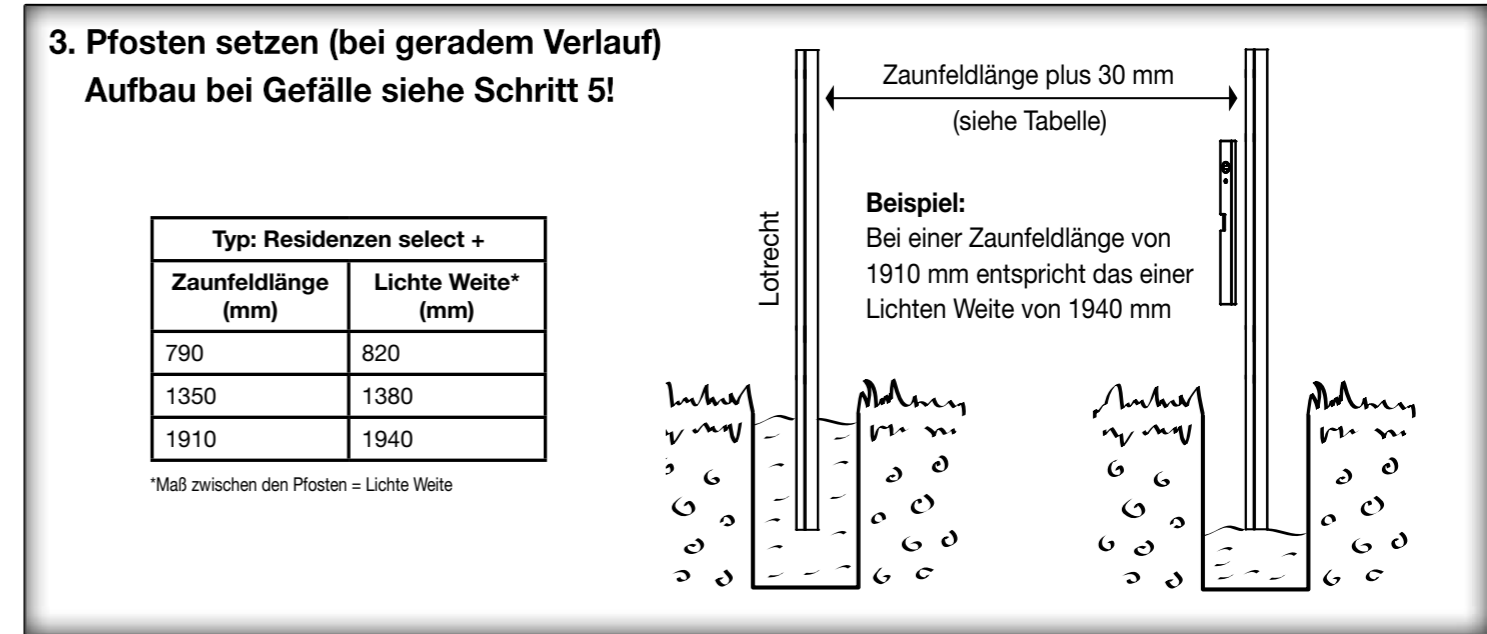 3. Pfosten setzen (bei geradem Verlauf)
Aufbau bei Gefälle siehe Schritt 5!
Zaunfeldlänge plus 30 mm
(siehe Tabelle)
Lotrecht
Beispiel:
Bei einer Zaunfeldlänge von
1910 mm entspricht das einer
Lichten Weite von 1940 mm
Typ: Residenzen select +
Zaunfeldlänge (mm) Lichte Weite* (mm)
790 820
1350 1380
1910 1940
*Maß zwischen den Pfosten = Lichte Weite